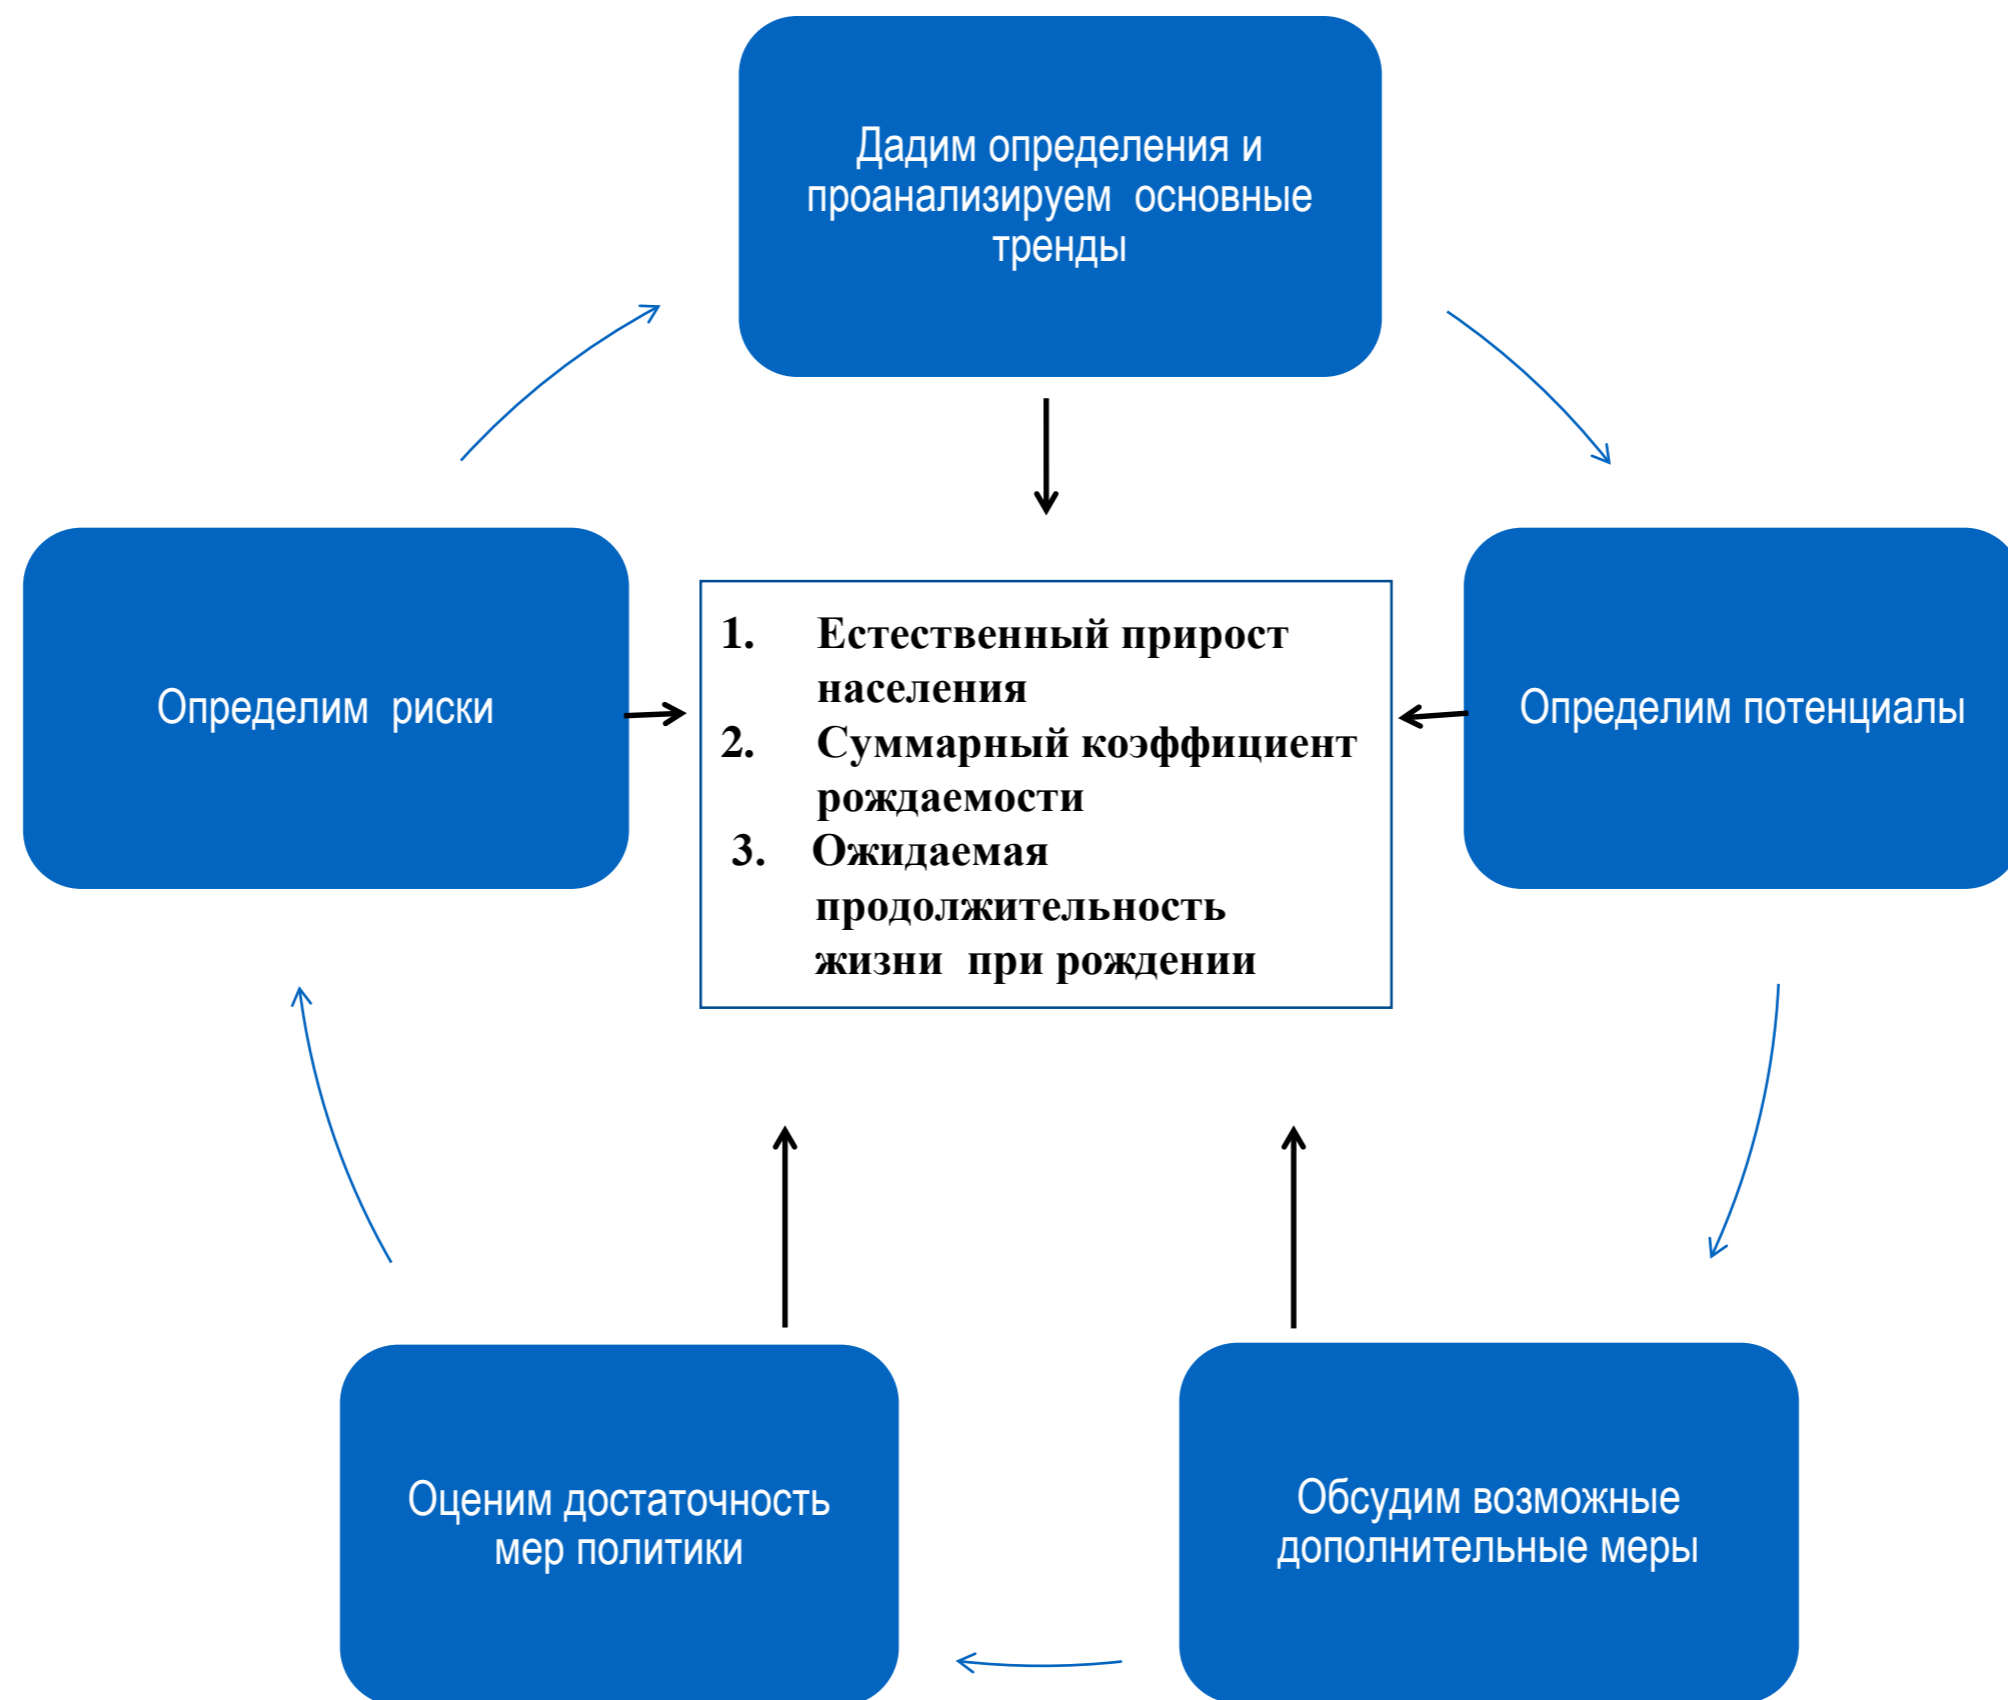 Дадим определения и
проанализируем основные
тренды
Определим риски
1. Естественный прирост
населения
2. Суммарный коэффициент
рождаемости
3. Ожидаемая
продолжительность
жизни при рождении
Определим потенциалы
Оценим достаточность
мер политики
Обсудим возможные
дополнительные меры